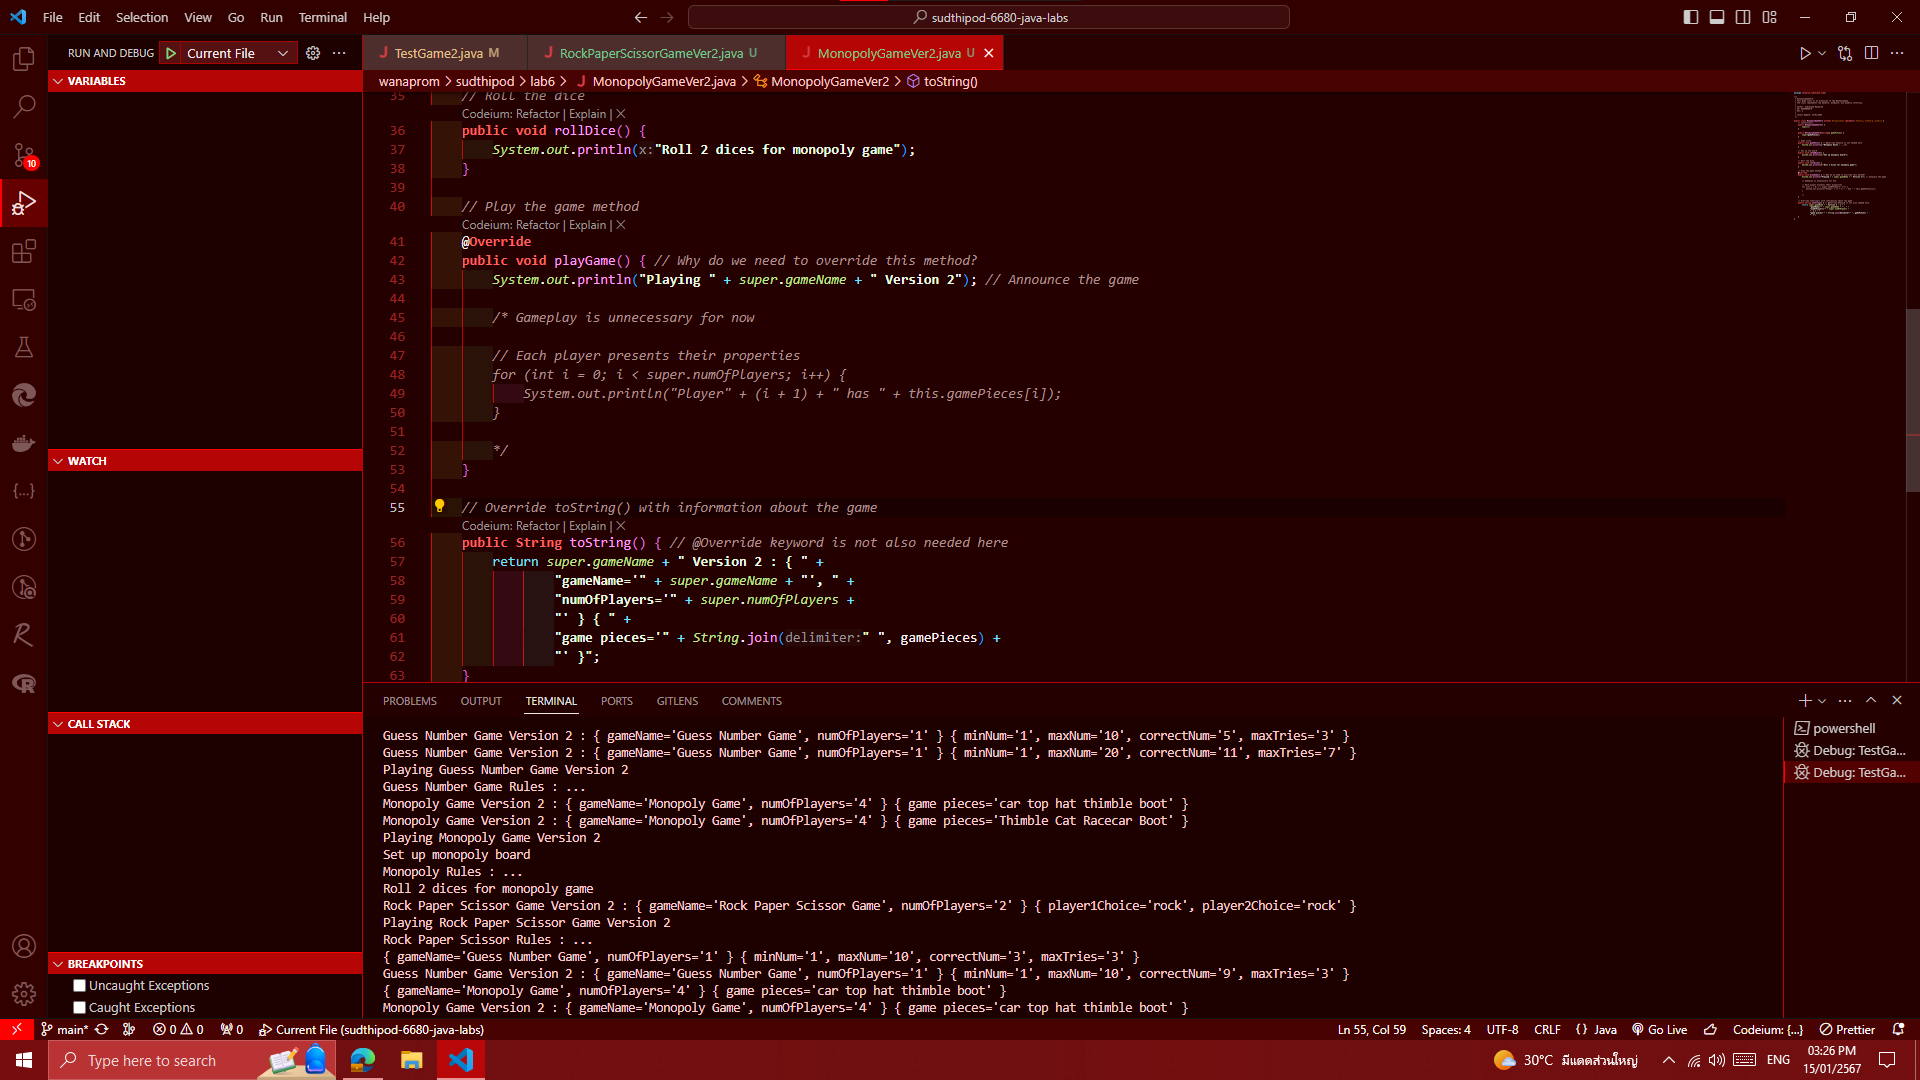 File Edit Selection View Go Run Terminal Help
sudthipod-6680-java-labs
RUN AND DEBUG Current File
TestGame2.java M RockPaperScissorGameVer2.java U MonopolyGameVer2.java U
wanaprom > sudthipod > lab6 > MonopolyGameVer2.java > MonopolyGameVer2 > toString()
VARIABLES
WATCH
CALL STACK
BREAKPOINTS
Uncaught Exceptions
Caught Exceptions
35 // Roll the dice
Codeium: Refactor | Explain | X
36 public void rollDice() {
37 System.out.println(x:"Roll 2 dices for monopoly game");
38 }
39
40 // Play the game method
Codeium: Refactor | Explain | X
41 @Override
42 public void playGame() { // Why do we need to override this method?
43 System.out.println("Playing " + super.gameName + " Version 2"); // Announce the game
44
45 /* Gameplay is unnecessary for now
46
47 // Each player presents their properties
48 for (int i = 0; i < super.numOfPlayers; i++) {
49 System.out.println("Player" + (i + 1) + " has " + this.gamePieces[i]);
50 }
51
52 */
53 }
54
55 // Override toString() with information about the game
Codeium: Refactor | Explain | X
56 public String toString() { // @Override keyword is not also needed here
57 return super.gameName + " Version 2 : { " +
58 "gameName='" + super.gameName + "', " +
59 "numOfPlayers='" + super.numOfPlayers +
60 "' } { " +
61 "game pieces='" + String.join(delimiter:" ", gamePieces) +
62 "' }";
63 }
PROBLEMS OUTPUT TERMINAL PORTS GITLENS COMMENTS
Guess Number Game Version 2 : { gameName='Guess Number Game', numOfPlayers='1' } { minNum='1', maxNum='10', correctNum='5', maxTries='3' }
Guess Number Game Version 2 : { gameName='Guess Number Game', numOfPlayers='1' } { minNum='1', maxNum='20', correctNum='11', maxTries='7' }
Playing Guess Number Game Version 2
Guess Number Game Rules : ...
Monopoly Game Version 2 : { gameName='Monopoly Game', numOfPlayers='4' } { game pieces='car top hat thimble boot' }
Monopoly Game Version 2 : { gameName='Monopoly Game', numOfPlayers='4' } { game pieces='Thimble Cat Racecar Boot' }
Playing Monopoly Game Version 2
Set up monopoly board
Monopoly Rules : ...
Roll 2 dices for monopoly game
Rock Paper Scissor Game Version 2 : { gameName='Rock Paper Scissor Game', numOfPlayers='2' } { player1Choice='rock', player2Choice='rock' }
Playing Rock Paper Scissor Game Version 2
Rock Paper Scissor Rules : ...
{ gameName='Guess Number Game', numOfPlayers='1' } { minNum='1', maxNum='10', correctNum='3', maxTries='3' }
Guess Number Game Version 2 : { gameName='Guess Number Game', numOfPlayers='1' } { minNum='1', maxNum='10', correctNum='9', maxTries='3' }
{ gameName='Monopoly Game', numOfPlayers='4' } { game pieces='car top hat thimble boot' }
Monopoly Game Version 2 : { gameName='Monopoly Game', numOfPlayers='4' } { game pieces='car top hat thimble boot' }
powershell
Debug: TestGa...
Debug: TestGa...
10
main* 0 0 0 Current File (sudthipod-6680-java-labs) Ln 55, Col 59 Spaces: 4 UTF-8 CRLF {} Java Go Live Codeium: {...} Prettier
Type here to search 30°C มีแดดส่วนใหญ่ ENG
03:26 PM
15/01/2567